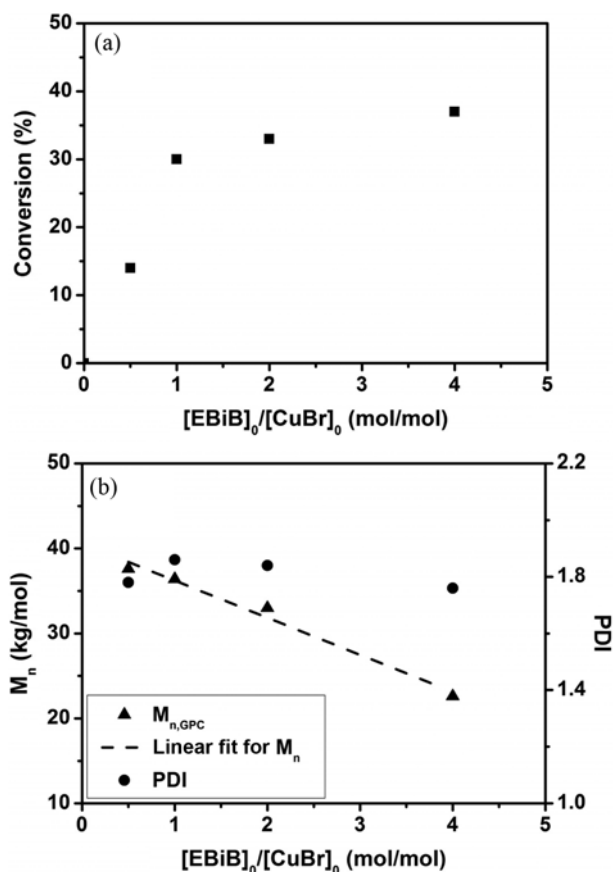 (a)
50
40
30
20
10
0
Conversion (%)
0 1 2 3 4 5
[EBiB]₀/[CuBr]₀ (mol/mol)
(b)
50
40
30
20
10
Mₙ (kg/mol)
2.2
1.8
1.4
1.0
PDI
Mₙ,GPC
Linear fit for Mₙ
PDI
0 1 2 3 4 5
[EBiB]₀/[CuBr]₀ (mol/mol)